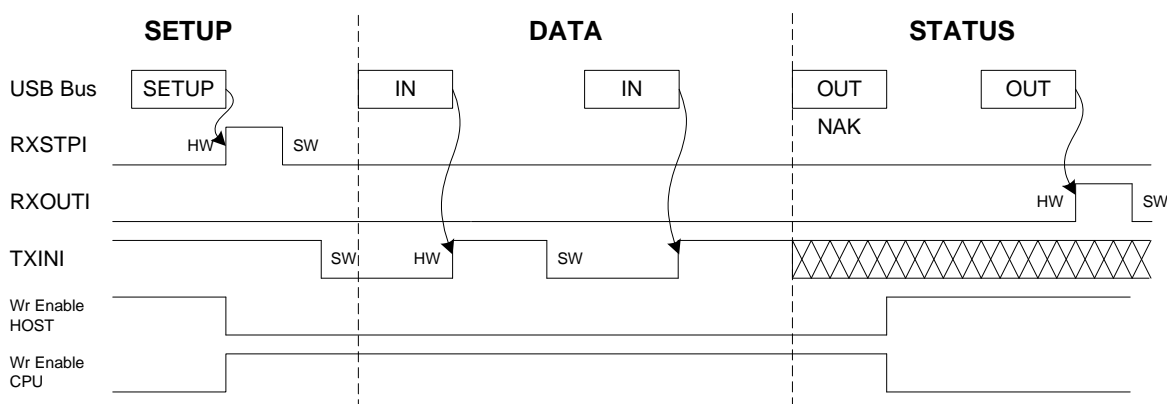 SETUP DATA STATUS
USB Bus SETUP IN IN OUT OUT
NAK
RXSTPI HW SW
RXOUTI HW SW
TXINI SW HW SW
Wr Enable
HOST
Wr Enable
CPU